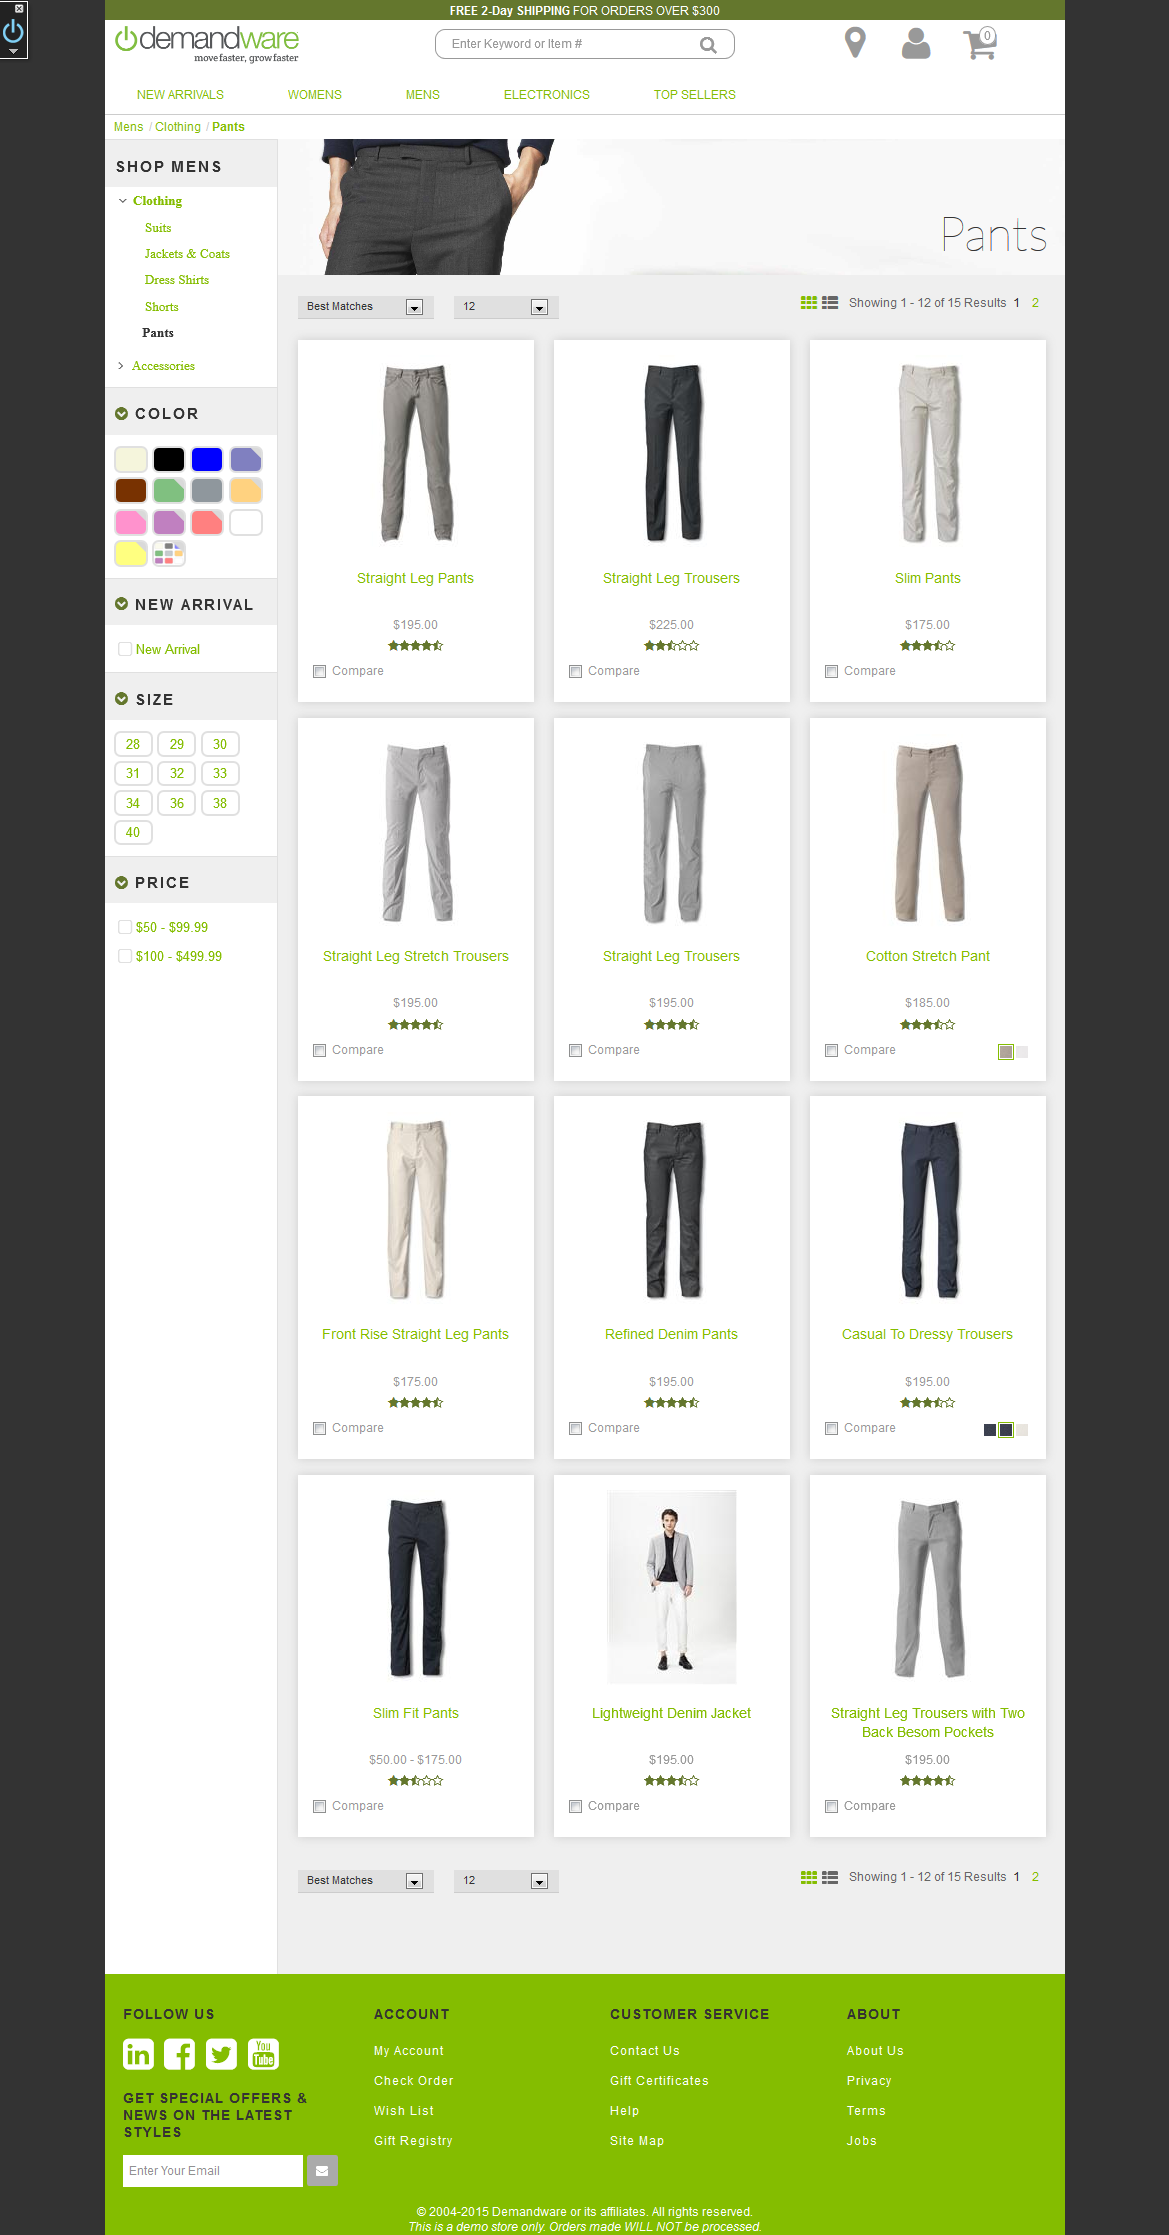 FREE 2-Day SHIPPING FOR ORDERS OVER $300
demandware
move faster, grow faster
Enter Keyword or Item #
0
NEW ARRIVALS WOMENS MENS ELECTRONICS TOP SELLERS
Mens / Clothing / Pants
SHOP MENS
Clothing
Suits
Jackets & Coats
Dress Shirts
Shorts
Pants
Accessories
COLOR
NEW ARRIVAL
New Arrival
SIZE
28 29 30
31 32 33
34 36 38
40
PRICE
$50 - $99.99
$100 - $499.99
Pants
Best Matches 12 Showing 1 - 12 of 15 Results 1 2
Straight Leg Pants
$195.00
Compare
Straight Leg Trousers
$225.00
Compare
Slim Pants
$175.00
Compare
Straight Leg Stretch Trousers
$195.00
Compare
Straight Leg Trousers
$195.00
Compare
Cotton Stretch Pant
$185.00
Compare
Front Rise Straight Leg Pants
$175.00
Compare
Refined Denim Pants
$195.00
Compare
Casual To Dressy Trousers
$195.00
Compare
Slim Fit Pants
$50.00 - $175.00
Compare
Lightweight Denim Jacket
$195.00
Compare
Straight Leg Trousers with Two
Back Besom Pockets
$195.00
Compare
Best Matches 12 Showing 1 - 12 of 15 Results 1 2
FOLLOW US
in
You
Tube
GET SPECIAL OFFERS &
NEWS ON THE LATEST
STYLES
Enter Your Email
ACCOUNT
My Account
Check Order
Wish List
Gift Registry
CUSTOMER SERVICE
Contact Us
Gift Certificates
Help
Site Map
ABOUT
About Us
Privacy
Terms
Jobs
© 2004-2015 Demandware or its affiliates. All rights reserved.
This is a demo store only. Orders made WILL NOT be processed.